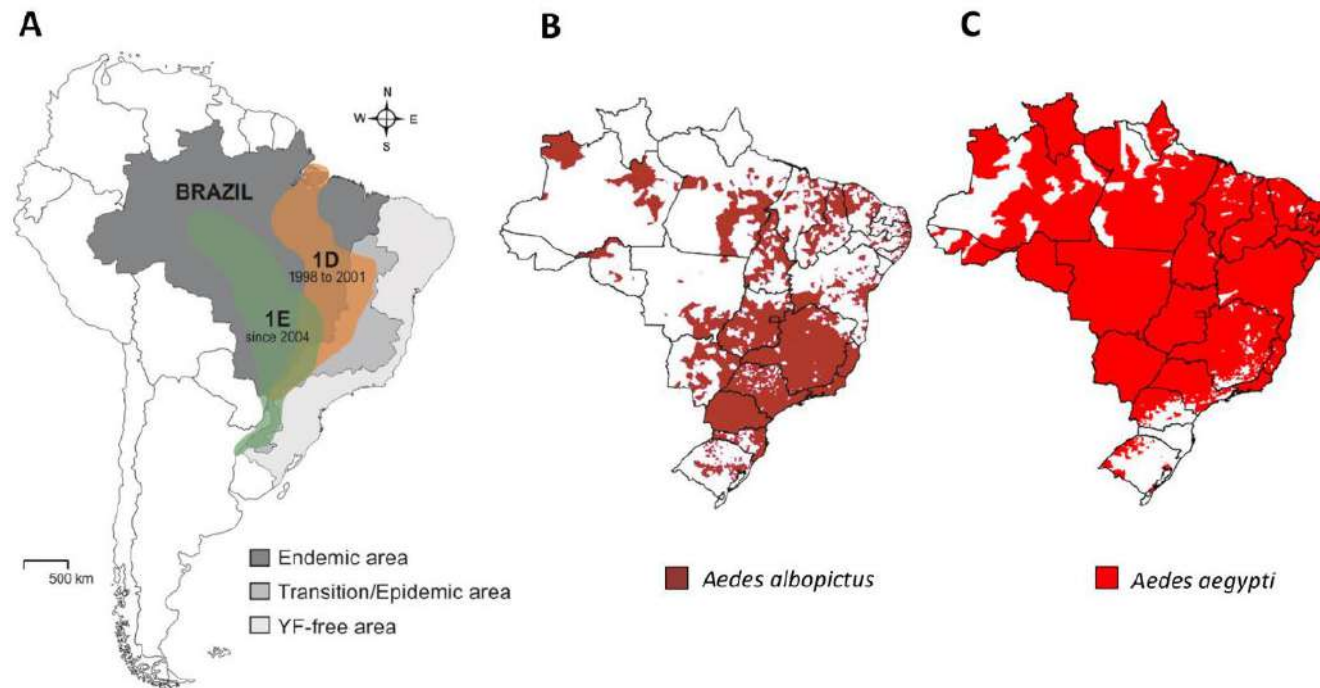 A
B
C
N
W E
S
BRAZIL
1D
1998 to 2001
1E
since 2004
500 km
Endemic area
Transition/Epidemic area
YF-free area
Aedes albopictus
Aedes aegypti